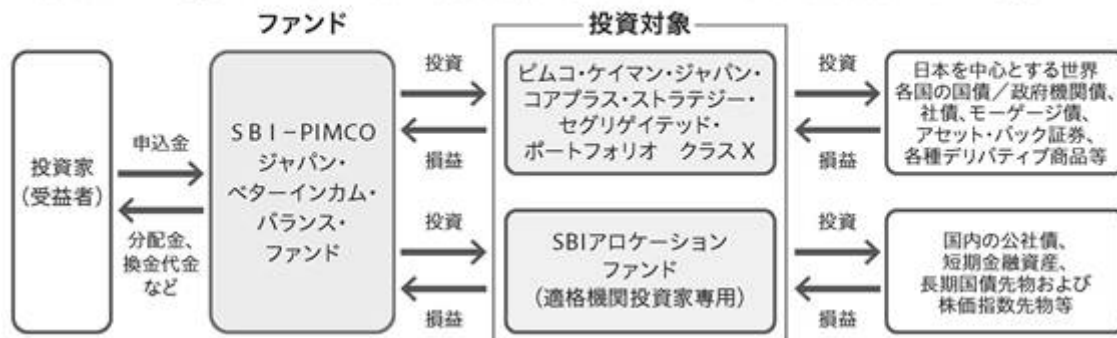 ファンド
投資対象
投資家
(受益者)
申込金
分配金、
換金代金
など
SBI-PIMCO
ジャパン・
ベターインカム・
バランス・
ファンド
投資
損益
ピムコ・ケイマン・ジャパン・
コアプラス・ストラテジー・
セグリゲイテッド・
ポートフォリオ クラスX
投資
損益
日本を中心とする世界
各国の国債/政府機関債、
社債、モーゲージ債、
アセット・バック証券、
各種デリバティブ商品等
投資
損益
SBIアロケーション
ファンド
(適格機関投資家専用)
投資
損益
国内の公社債、
短期金融資産、
長期国債先物および
株価指数先物等